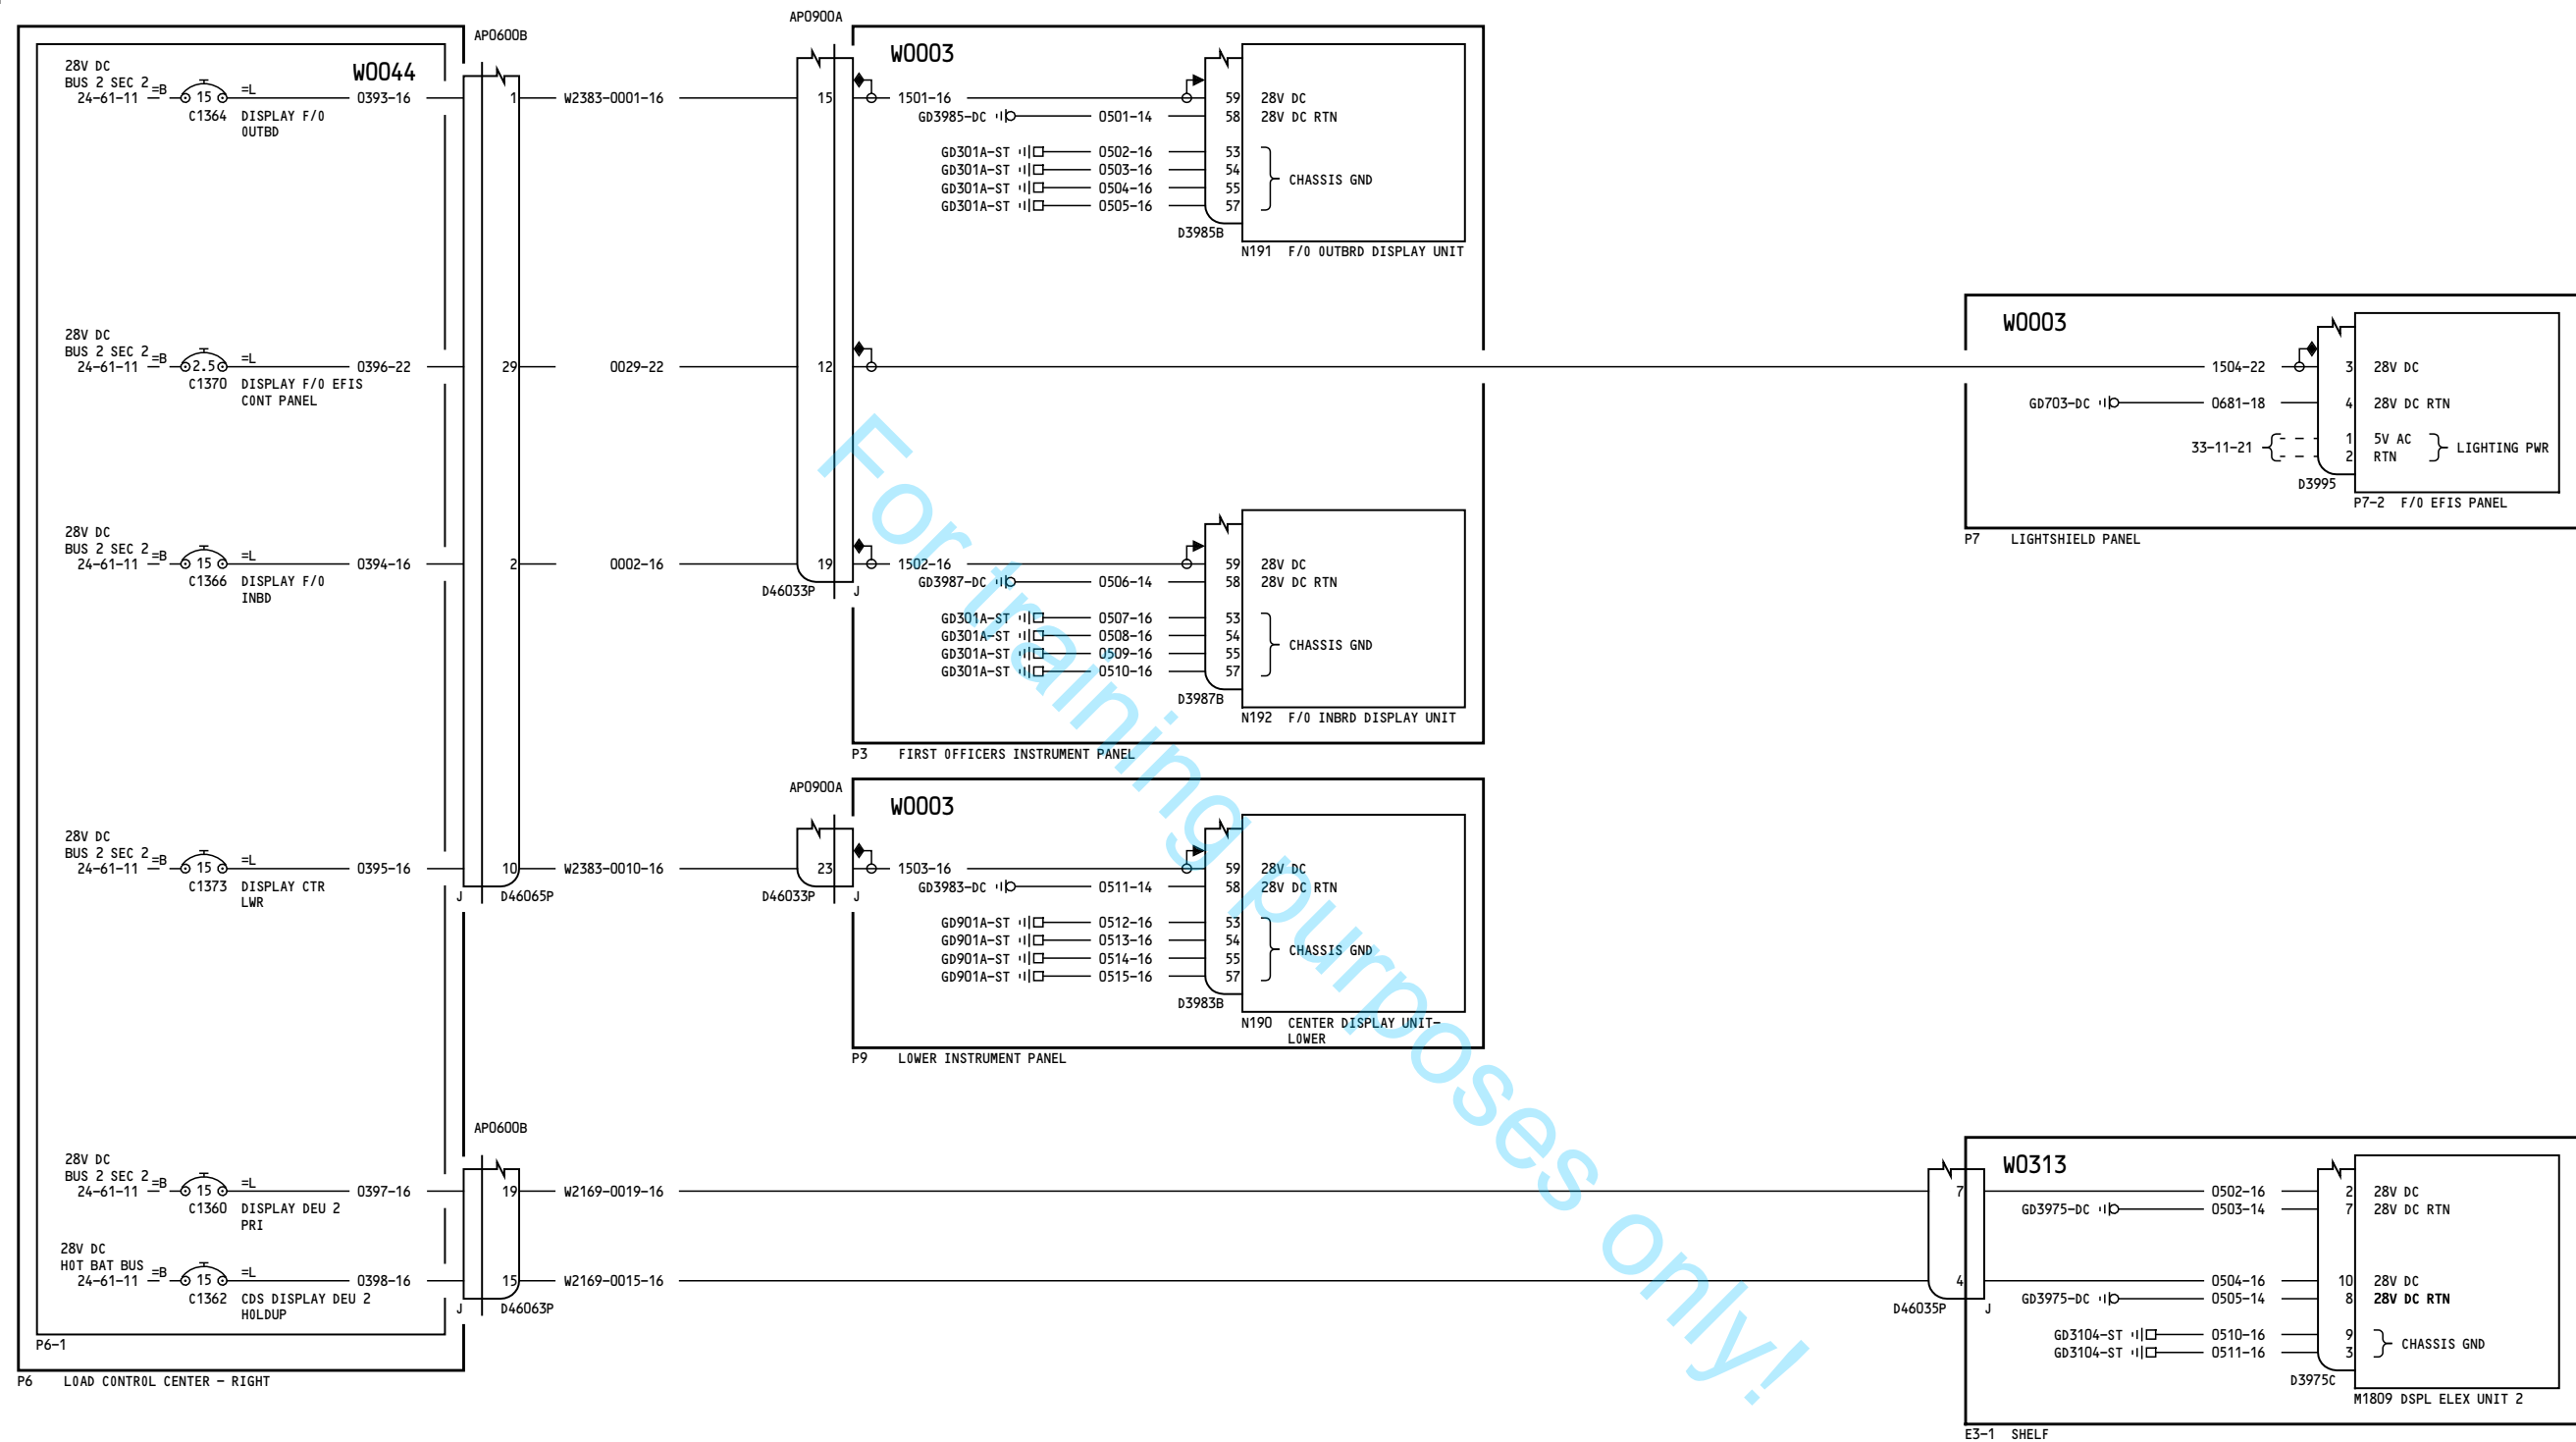 AP0600B
W0044
28V DC
BUS 2 SEC 2
24-61-11
=B
15
=L
0393-16
C1364
DISPLAY F/O
OUTBD
1
W2383-0001-16
28V DC
BUS 2 SEC 2
24-61-11
=B
2.5
=L
0396-22
C1370
DISPLAY F/O EFIS
CONT PANEL
29
0029-22
28V DC
BUS 2 SEC 2
24-61-11
=B
15
=L
0394-16
C1366
DISPLAY F/O
INBD
2
0002-16
28V DC
BUS 2 SEC 2
24-61-11
=B
15
=L
0395-16
C1373
DISPLAY CTR
LWR
10
W2383-0010-16
J
D46065P
AP0600B
28V DC
BUS 2 SEC 2
24-61-11
=B
15
=L
0397-16
C1360
DISPLAY DEU 2
PRI
19
W2169-0019-16
28V DC
HOT BAT BUS
24-61-11
=B
15
=L
0398-16
C1362
CDS DISPLAY DEU 2
HOLDUP
15
W2169-0015-16
J
D46063P
P6-1
P6 LOAD CONTROL CENTER - RIGHT
AP0900A
W0003
15
1501-16
59 28V DC
GD3985-DC 0501-14 58 28V DC RTN
GD301A-ST 0502-16 53
GD301A-ST 0503-16 54
CHASSIS GND
GD301A-ST 0504-16 55
GD301A-ST 0505-16 57
D3985B
N191 F/O OUTBRD DISPLAY UNIT
12
19
1502-16
59 28V DC
GD3987-DC 0506-14 58 28V DC RTN
D46033P
J
GD301A-ST 0507-16 53
GD301A-ST 0508-16 54
CHASSIS GND
GD301A-ST 0509-16 55
GD301A-ST 0510-16 57
D3987B
N192 F/O INBRD DISPLAY UNIT
P3 FIRST OFFICERS INSTRUMENT PANEL
AP0900A
W0003
23
1503-16
59 28V DC
GD3983-DC 0511-14 58 28V DC RTN
D46033P
J
GD901A-ST 0512-16 53
GD901A-ST 0513-16 54
CHASSIS GND
GD901A-ST 0514-16 55
GD901A-ST 0515-16 57
D3983B
N190 CENTER DISPLAY UNIT-
LOWER
P9 LOWER INSTRUMENT PANEL
W0003
1504-22 3 28V DC
GD703-DC 0681-18 4 28V DC RTN
33-11-21
1 5V AC
2 RTN
LIGHTING PWR
D3995
P7-2 F/O EFIS PANEL
P7 LIGHTSHIELD PANEL
W0313
7
0502-16 2 28V DC
GD3975-DC 0503-14 7 28V DC RTN
4
0504-16 10 28V DC
GD3975-DC 0505-14 8 28V DC RTN
D46035P
J
GD3104-ST 0510-16 9
CHASSIS GND
GD3104-ST 0511-16 3
D3975C
M1809 DSPL ELEX UNIT 2
E3-1 SHELF
For training purposes only!